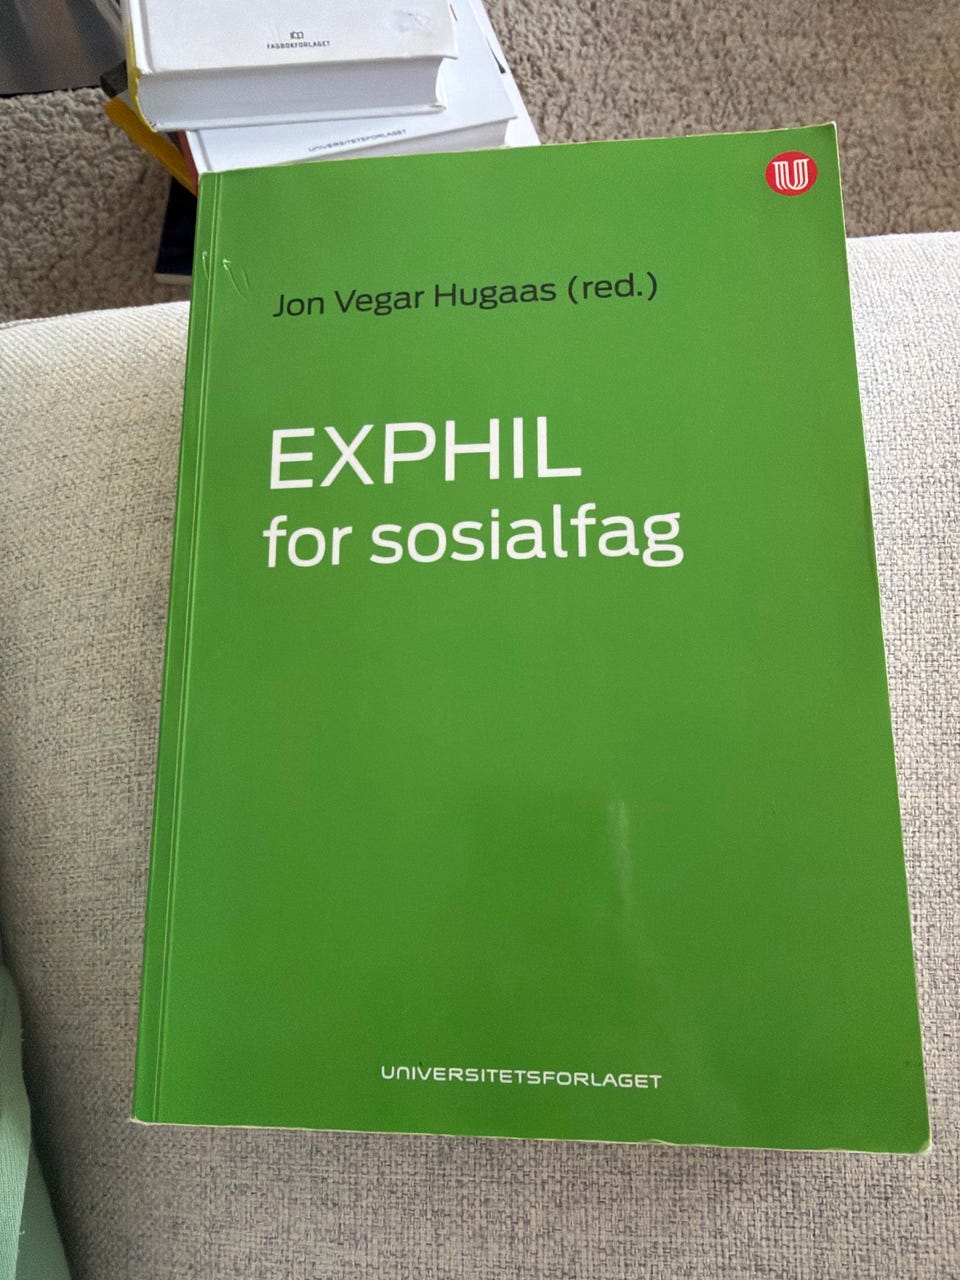 FAGBOKFORLAGET
UNIVERSITETSFORLAGET
U
Jon Vegar Hugaas (red.)
EXPHIL
for sosialfag
UNIVERSITETSFORLAGET